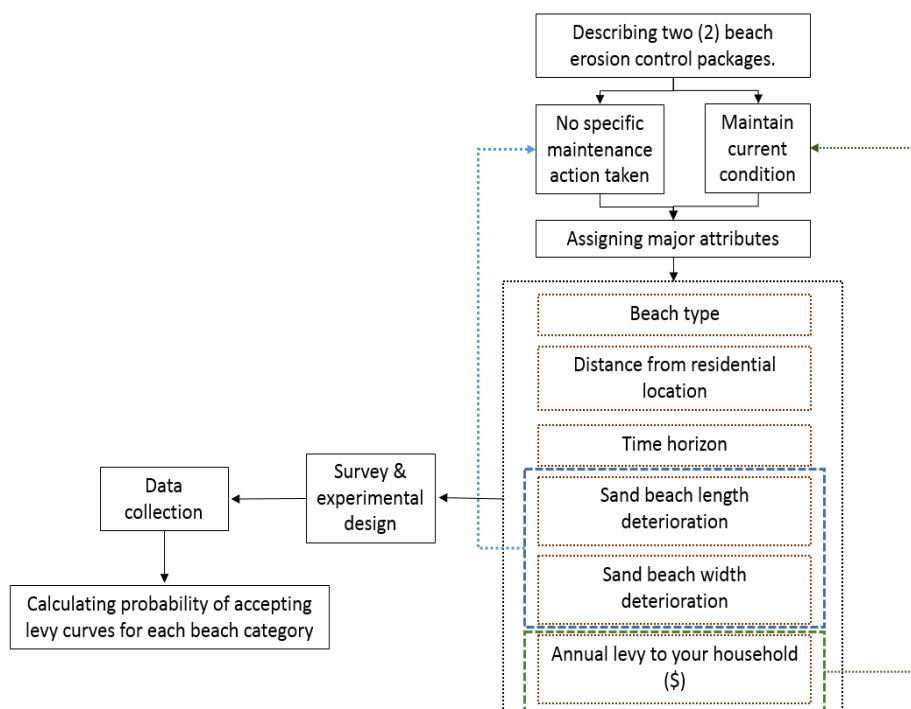 Describing two (2) beach
erosion control packages.
No specific
maintenance
action taken
Maintain
current
condition
Assigning major attributes
Beach type
Distance from residential
location
Time horizon
Sand beach length
deterioration
Sand beach width
deterioration
Annual levy to your household
($)
Survey &
experimental
design
Data
collection
Calculating probability of accepting
levy curves for each beach category